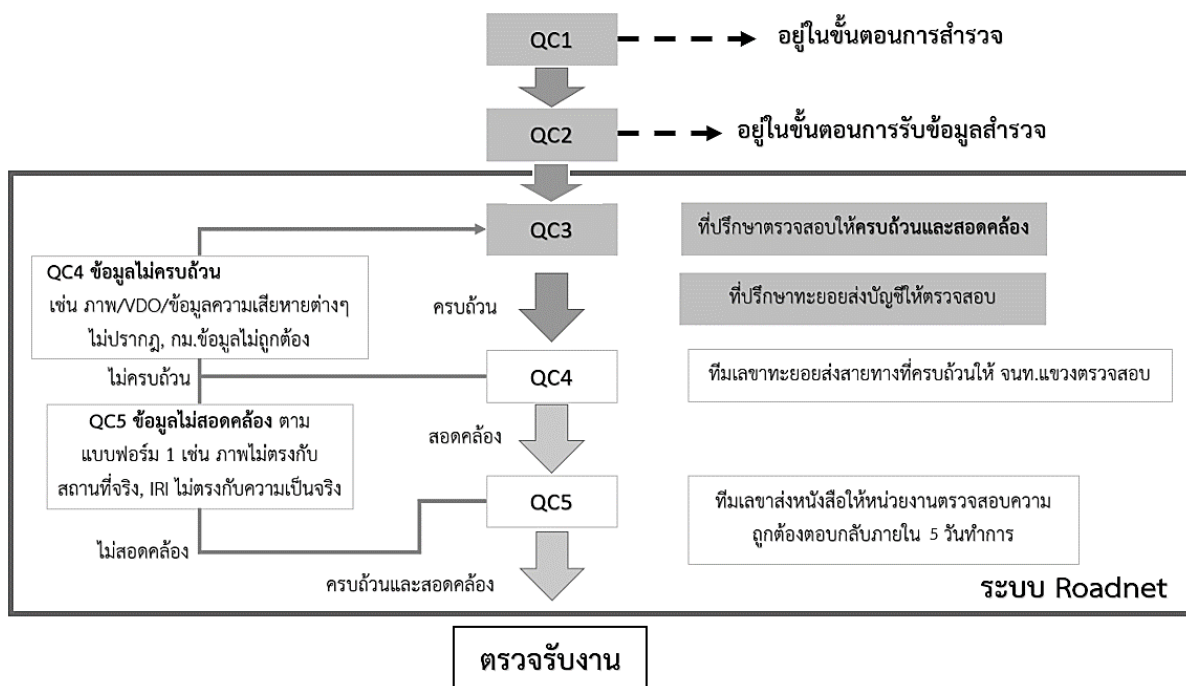 QC1
อยู่ในขั้นตอนการสำรวจ
QC2
อยู่ในขั้นตอนการรับข้อมูลสำรวจ
QC3
ที่ปรึกษาตรวจสอบให้ครบถ้วนและสอดคล้อง
QC4 ข้อมูลไม่ครบถ้วน
เช่น ภาพ/VDO/ข้อมูลความเสียหายต่างๆ
ไม่ปรากฎ, กม.ข้อมูลไม่ถูกต้อง
ครบถ้วน
ที่ปรึกษาทะยอยส่งบัญชีให้ตรวจสอบ
ไม่ครบถ้วน
QC4
ทีมเลขาทะยอยส่งสายทางที่ครบถ้วนให้ จนท.แขวงตรวจสอบ
QC5 ข้อมูลไม่สอดคล้อง ตาม
แบบฟอร์ม 1 เช่น ภาพไม่ตรงกับ
สถานที่จริง, IRI ไม่ตรงกับความเป็นจริง
สอดคล้อง
QC5
ทีมเลขาส่งหนังสือให้หน่วยงานตรวจสอบความ
ถูกต้องตอบกลับภายใน 5 วันทำการ
ไม่สอดคล้อง
ครบถ้วนและสอดคล้อง
ระบบ Roadnet
ตรวจรับงาน